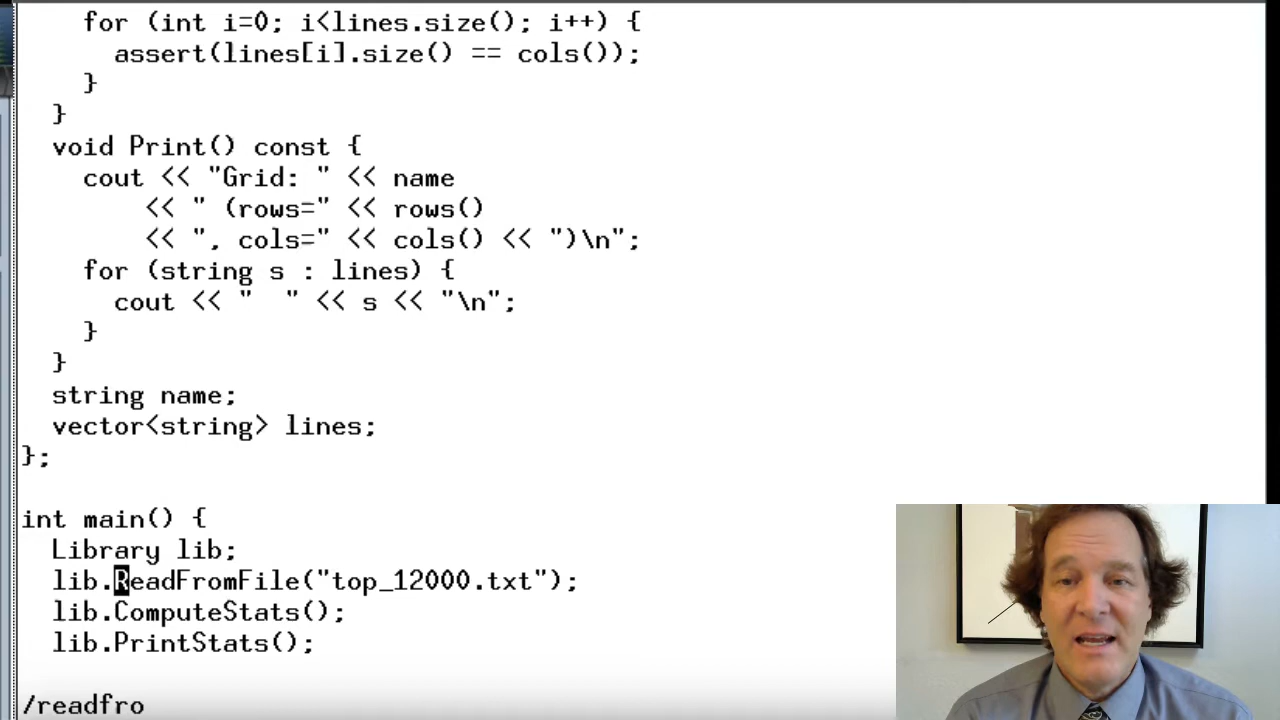 for (int i=0; i<lines.size(); i++) {
assert(lines[i].size() == cols());
}
}
void Print() const {
cout << "Grid: " << name
<< " (rows=" << rows()
<< ", cols=" << cols() << ")\n";
for (string s : lines) {
cout << "  " << s << "\n";
}
}
string name;
vector<string> lines;
};
int main() {
Library lib;
lib.ReadFromFile("top_12000.txt");
lib.ComputeStats();
lib.PrintStats();
/readfro